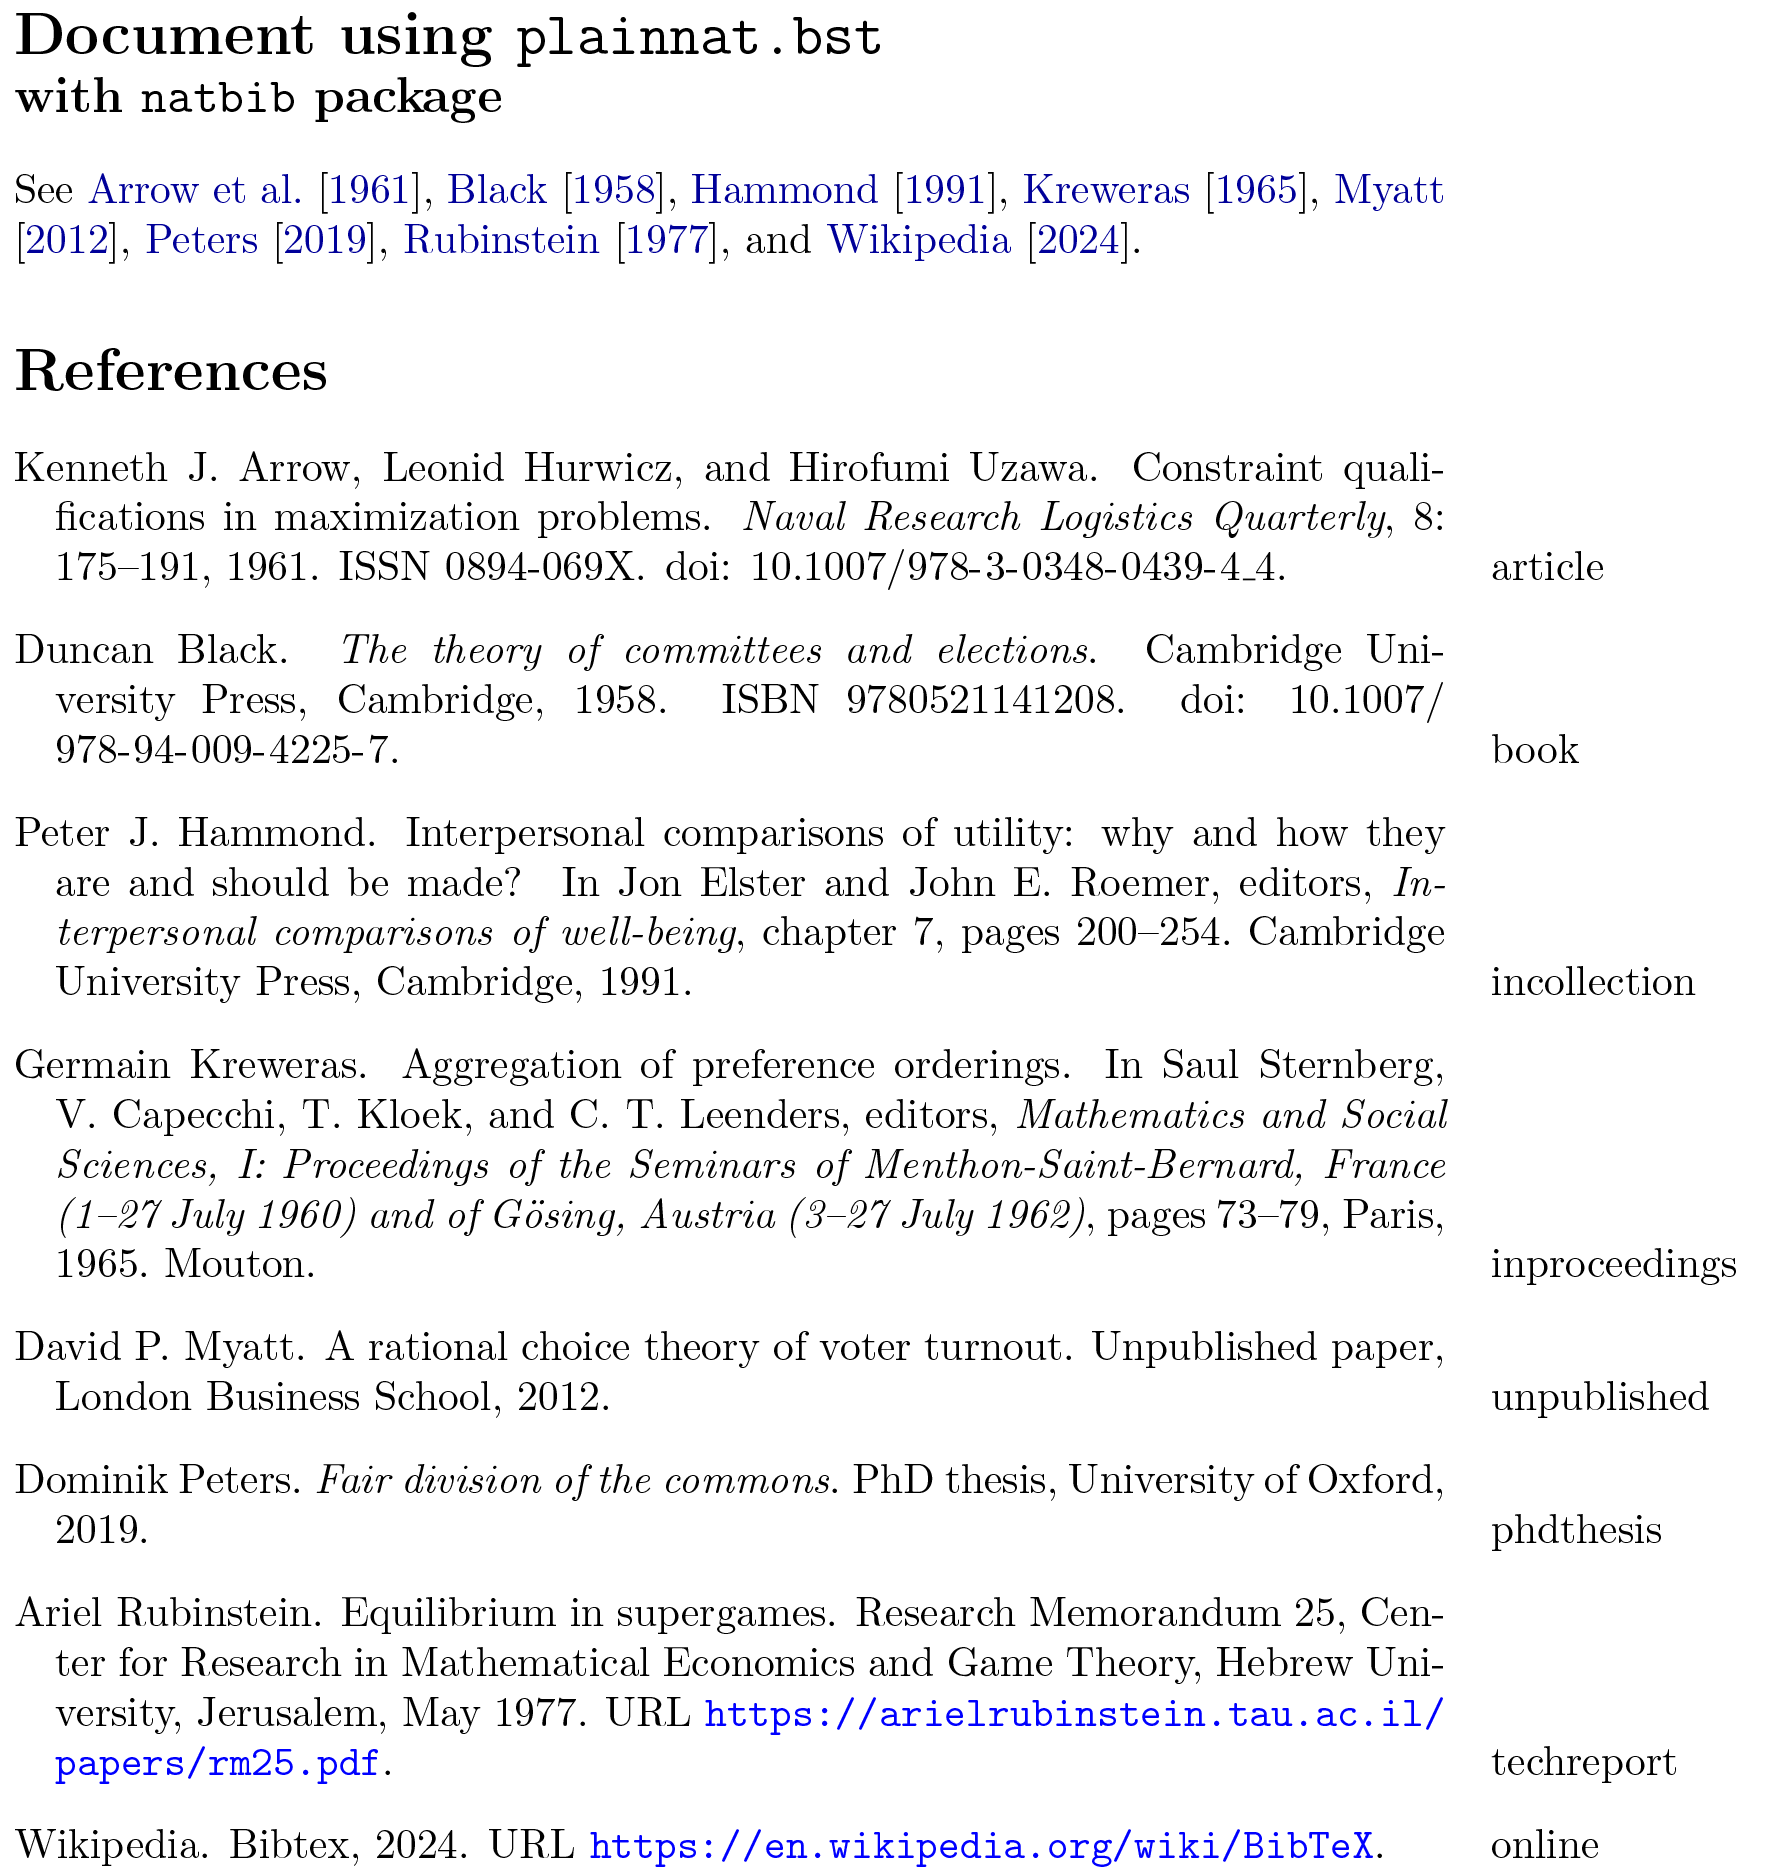 Document using plainnat.bst
with natbib package
See Arrow et al. [1961], Black [1958], Hammond [1991], Kreweras [1965], Myatt
[2012], Peters [2019], Rubinstein [1977], and Wikipedia [2024].
References
Kenneth J. Arrow, Leonid Hurwicz, and Hirofumi Uzawa. Constraint quali-
fications in maximization problems. Naval Research Logistics Quarterly, 8:
175–191, 1961. ISSN 0894-069X. doi: 10.1007/978-3-0348-0439-4_4. article
Duncan Black. The theory of committees and elections. Cambridge Uni-
versity Press, Cambridge, 1958. ISBN 9780521141208. doi: 10.1007/
978-94-009-4225-7. book
Peter J. Hammond. Interpersonal comparisons of utility: why and how they
are and should be made? In Jon Elster and John E. Roemer, editors, In-
terpersonal comparisons of well-being, chapter 7, pages 200–254. Cambridge
University Press, Cambridge, 1991. incollection
Germain Kreweras. Aggregation of preference orderings. In Saul Sternberg,
V. Capecchi, T. Kloek, and C. T. Leenders, editors, Mathematics and Social
Sciences, I: Proceedings of the Seminars of Menthon-Saint-Bernard, France
(1–27 July 1960) and of Gösing, Austria (3–27 July 1962), pages 73–79, Paris,
1965. Mouton. inproceedings
David P. Myatt. A rational choice theory of voter turnout. Unpublished paper,
London Business School, 2012. unpublished
Dominik Peters. Fair division of the commons. PhD thesis, University of Oxford,
2019. phdthesis
Ariel Rubinstein. Equilibrium in supergames. Research Memorandum 25, Cen-
ter for Research in Mathematical Economics and Game Theory, Hebrew Uni-
versity, Jerusalem, May 1977. URL https://arielrubinstein.tau.ac.il/
papers/rm25.pdf. techreport
Wikipedia. Bibtex, 2024. URL https://en.wikipedia.org/wiki/BibTeX. online